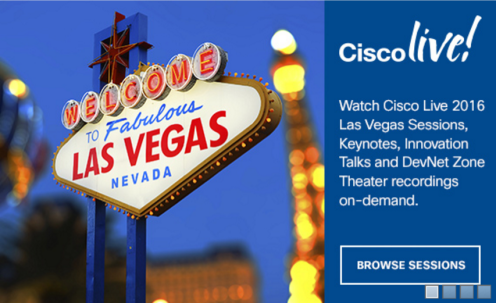 WELCOME
TO Fabulous
LAS VEGAS
NEVADA
Cisco live!
Watch Cisco Live 2016
Las Vegas Sessions,
Keynotes, Innovation
Talks and DevNet Zone
Theater recordings
on-demand.
BROWSE SESSIONS